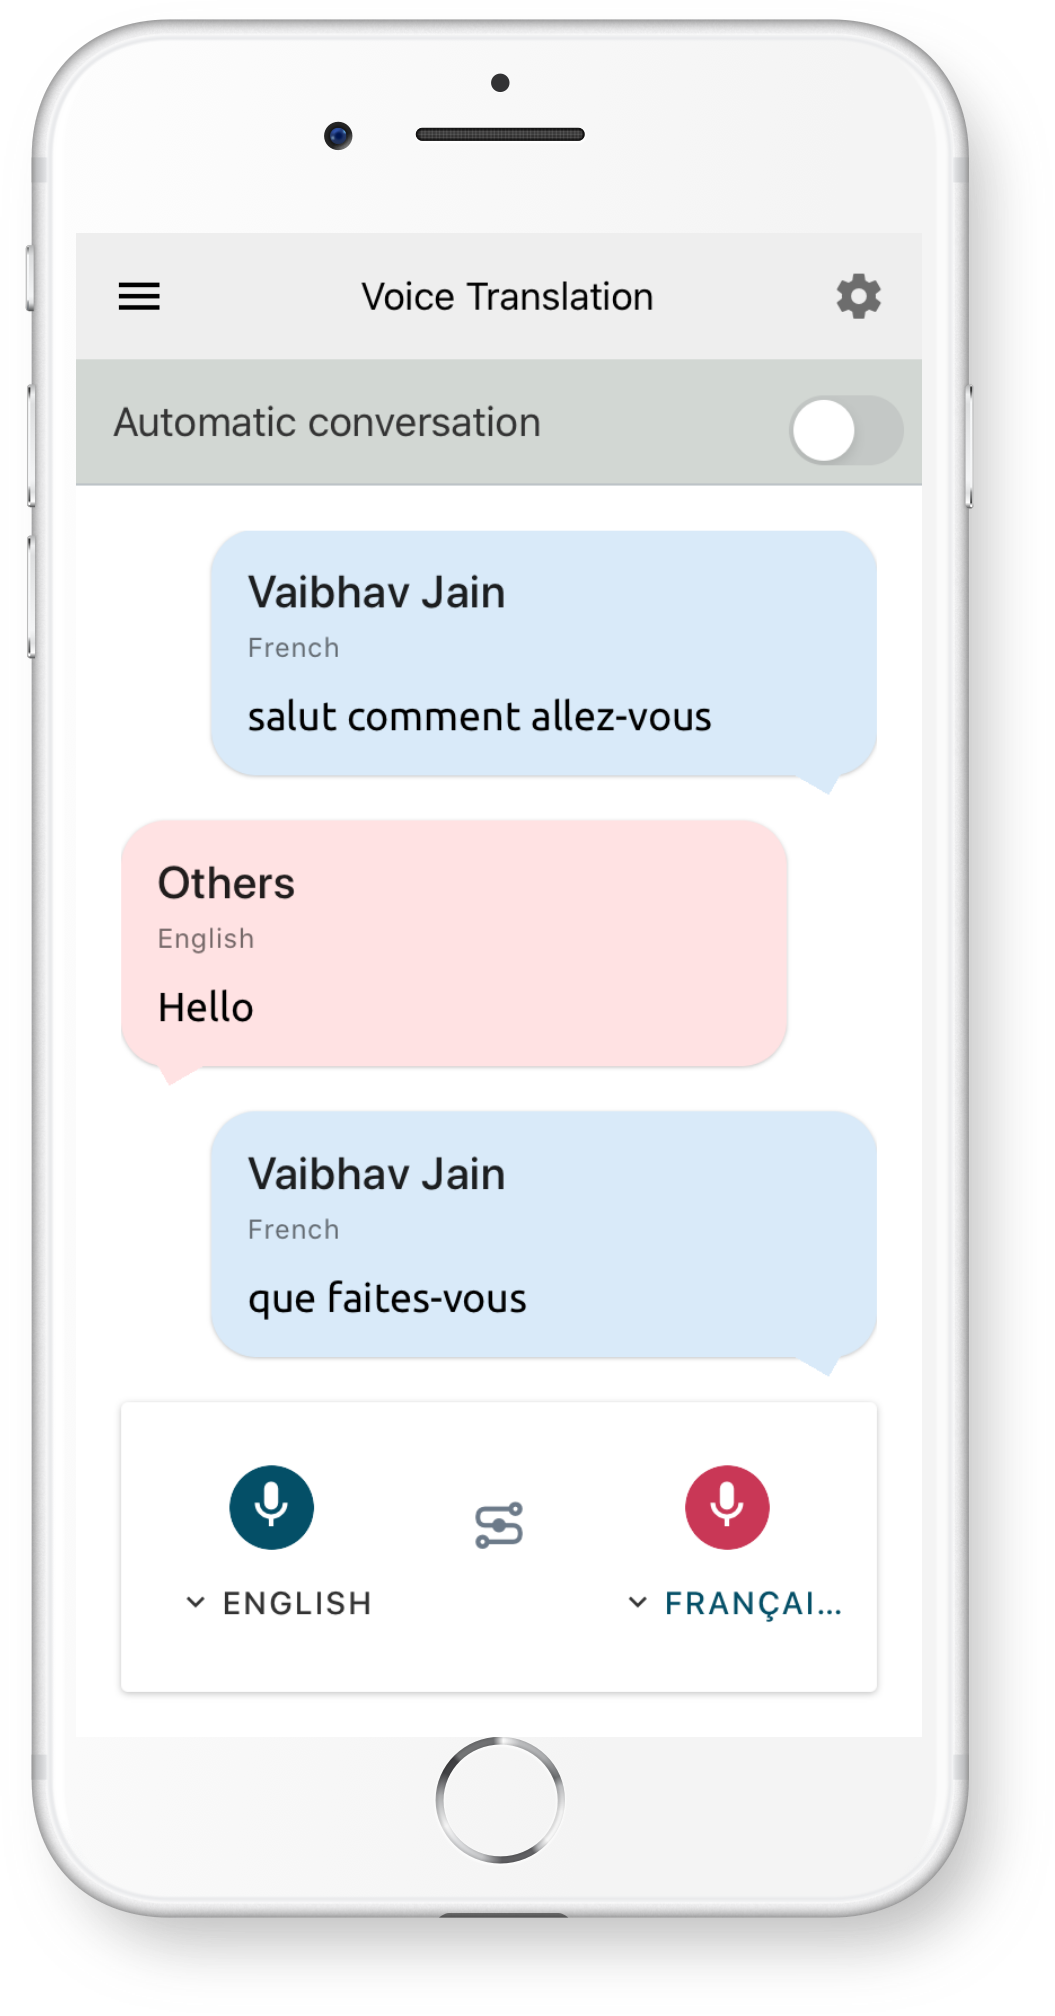 Voice Translation
Automatic conversation
Vaibhav Jain
French
salut comment allez-vous
Others
English
Hello
Vaibhav Jain
French
que faites-vous
ENGLISH
FRANÇAI...